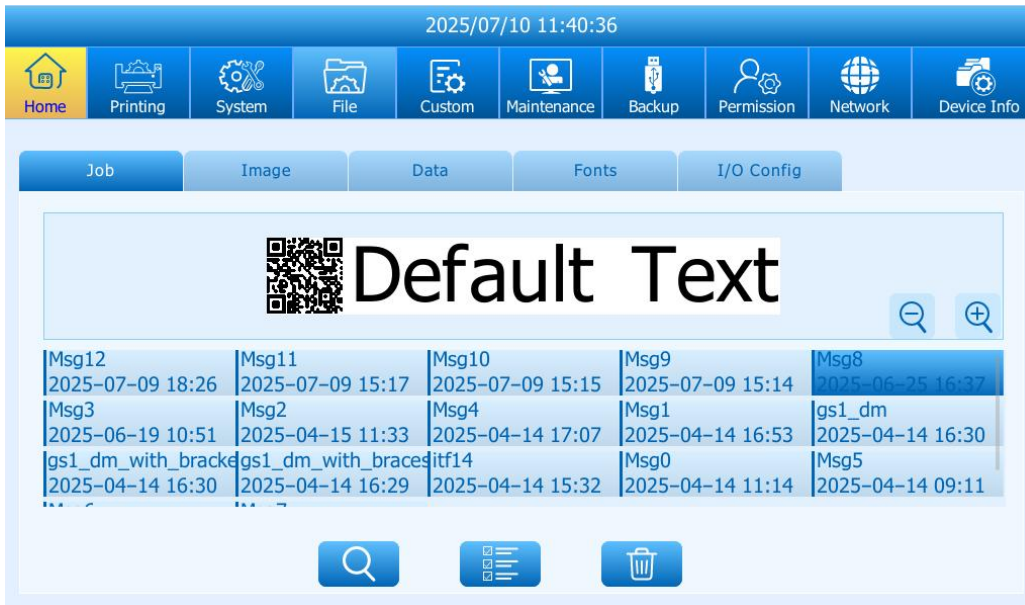 2025/07/10 11:40:36
Home Printing System File Custom Maintenance Backup Permission Network Device Info
Job Image Data Fonts I/O Config
Default Text
Msg12 Msg11 Msg10 Msg9 Msg8
2025-07-09 18:26 2025-07-09 15:17 2025-07-09 15:15 2025-07-09 15:14 2025-06-25 16:37
Msg3 Msg2 Msg4 Msg1 gs1_dm
2025-06-19 10:51 2025-04-15 11:33 2025-04-14 17:07 2025-04-14 16:53 2025-04-14 16:30
gs1_dm_with_bracke gs1_dm_with_braces itf14 Msg0 Msg5
2025-04-14 16:30 2025-04-14 16:29 2025-04-14 15:32 2025-04-14 11:14 2025-04-14 09:11